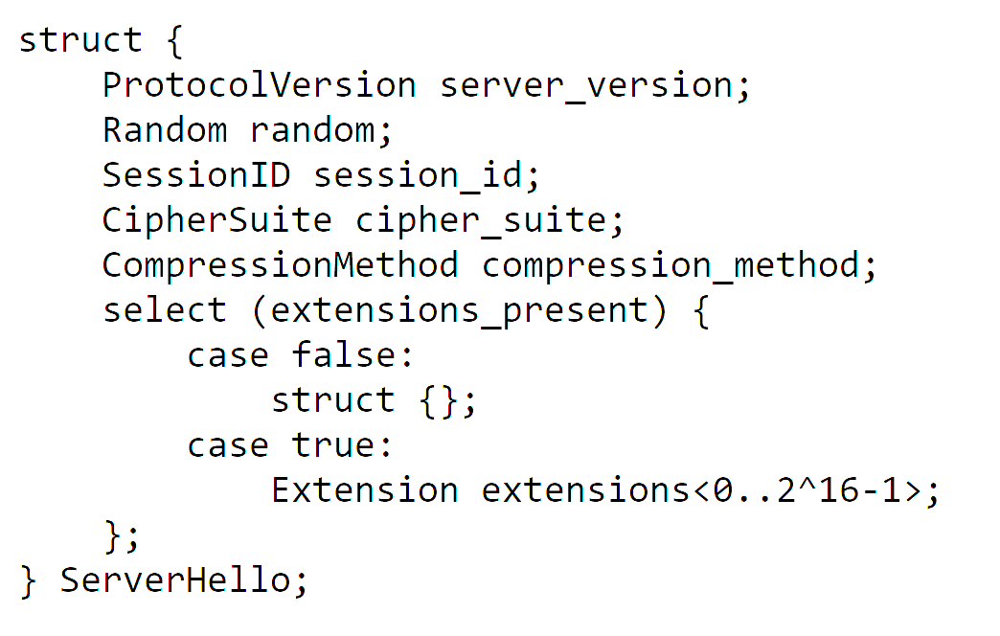 struct {
    ProtocolVersion server_version;
    Random random;
    SessionID session_id;
    CipherSuite cipher_suite;
    CompressionMethod compression_method;
    select (extensions_present) {
        case false:
            struct {};
        case true:
            Extension extensions<0..2^16-1>;
    };
} ServerHello;